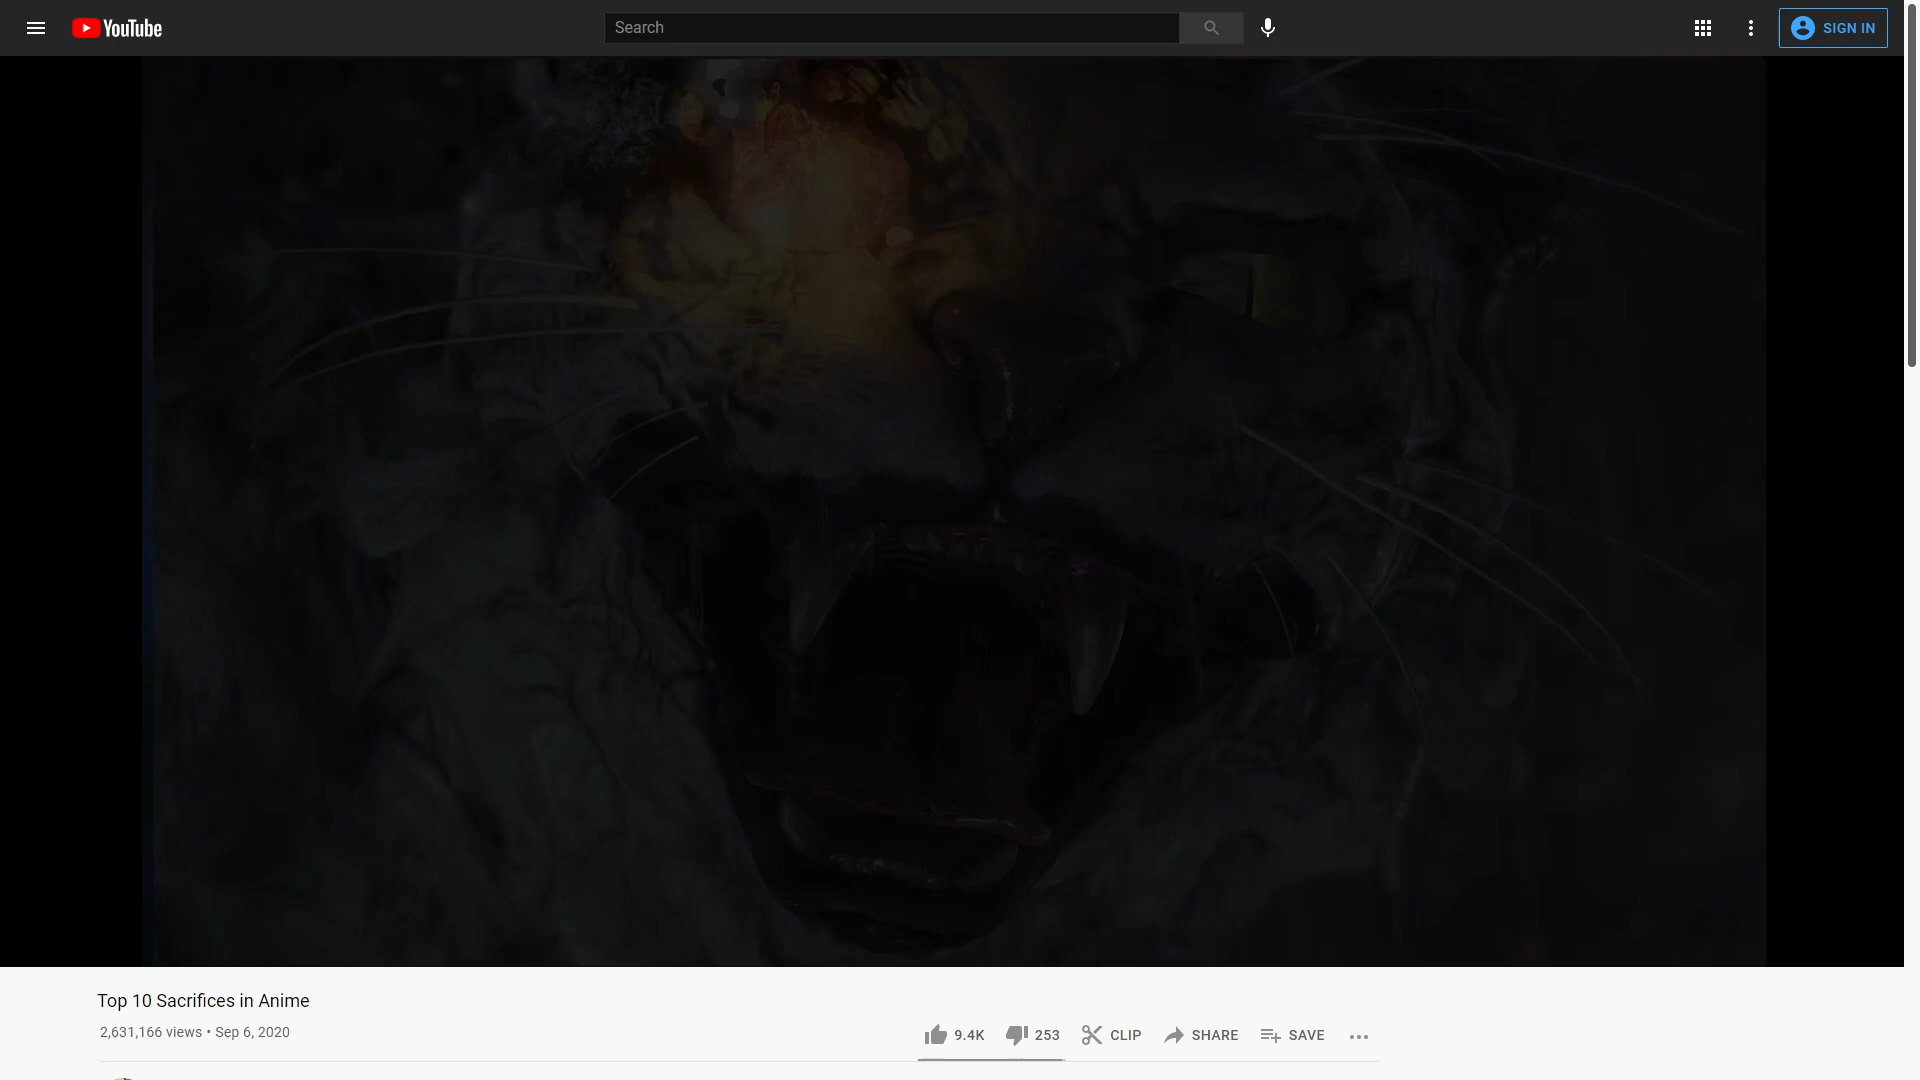 YouTube
Search
SIGN IN
Top 10 Sacrifices in Anime
2,631,166 views • Sep 6, 2020
9.4K
253
CLIP
SHARE
SAVE